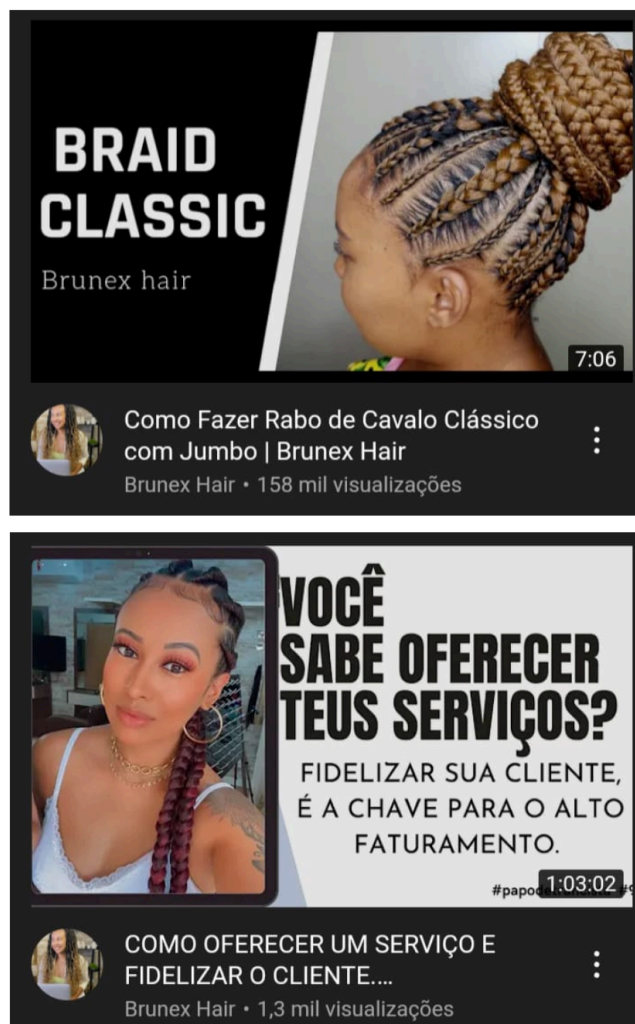 BRAID
CLASSIC
Brunex hair
7:06
Como Fazer Rabo de Cavalo Clássico
com Jumbo | Brunex Hair
Brunex Hair • 158 mil visualizações
VOCÊ
SABE OFERECER
TEUS SERVIÇOS?
FIDELIZAR SUA CLIENTE,
É A CHAVE PARA O ALTO
FATURAMENTO.
1:03:02
COMO OFERECER UM SERVIÇO E
FIDELIZAR O CLIENTE....
Brunex Hair • 1,3 mil visualizações